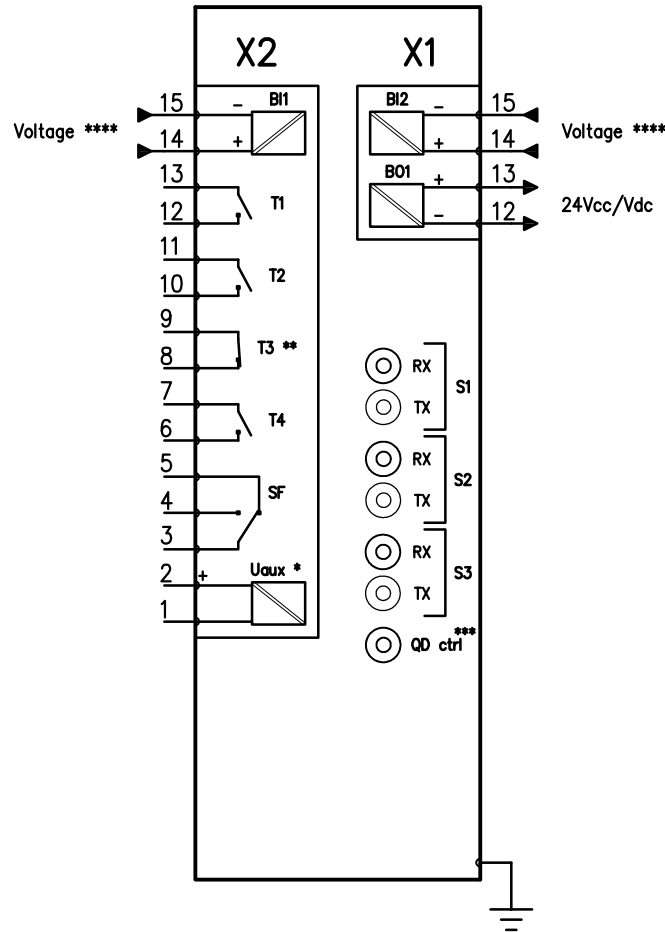 X2 X1
15 - BI1 BI2 - 15
Voltage **** Voltage ****
14 + + 14
13 T1 BO1 + 13
24Vcc/Vdc
12 - 12
11
T2
10
9
T3 **
8 RX
S1
7 TX
T4
6
RX
5 S2
SF
4 TX
3 RX
Uaux * S3
2 + TX
1
QD ctrl***